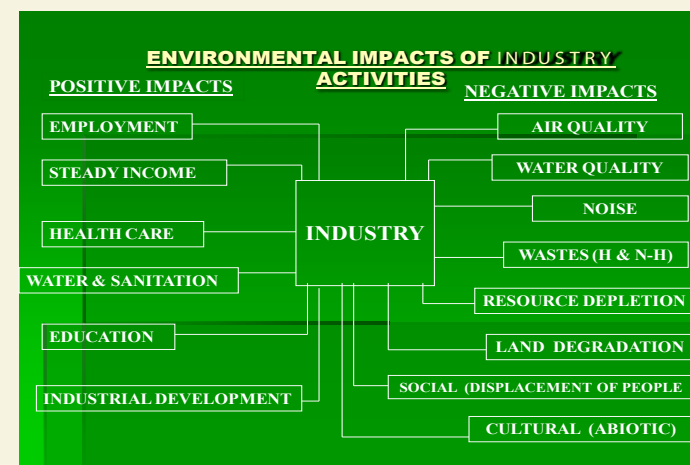 ENVIRONMENTAL IMPACTS OF INDUSTRY
ACTIVITIES
POSITIVE IMPACTS
NEGATIVE IMPACTS
EMPLOYMENT
AIR QUALITY
STEADY INCOME
WATER QUALITY
NOISE
HEALTH CARE
INDUSTRY
WASTES (H & N-H)
WATER & SANITATION
RESOURCE DEPLETION
EDUCATION
LAND DEGRADATION
SOCIAL (DISPLACEMENT OF PEOPLE
INDUSTRIAL DEVELOPMENT
CULTURAL (ABIOTIC)